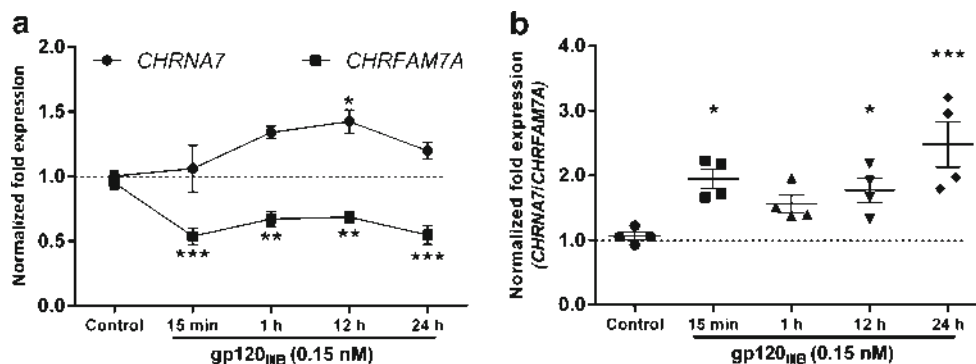 a
Normalized fold expression
2.0
1.5
1.0
0.5
0.0
CHRNA7
CHRFAM7A
*
***
**
**
***
Control
15 min
1 h
12 h
24 h
gp120IIIB (0.15 nM)
b
Normalized fold expression
(CHRNA7/CHRFAM7A)
4.0
3.0
2.0
1.0
0.0
*
*
***
Control
15 min
1 h
12 h
24 h
gp120IIIB (0.15 nM)